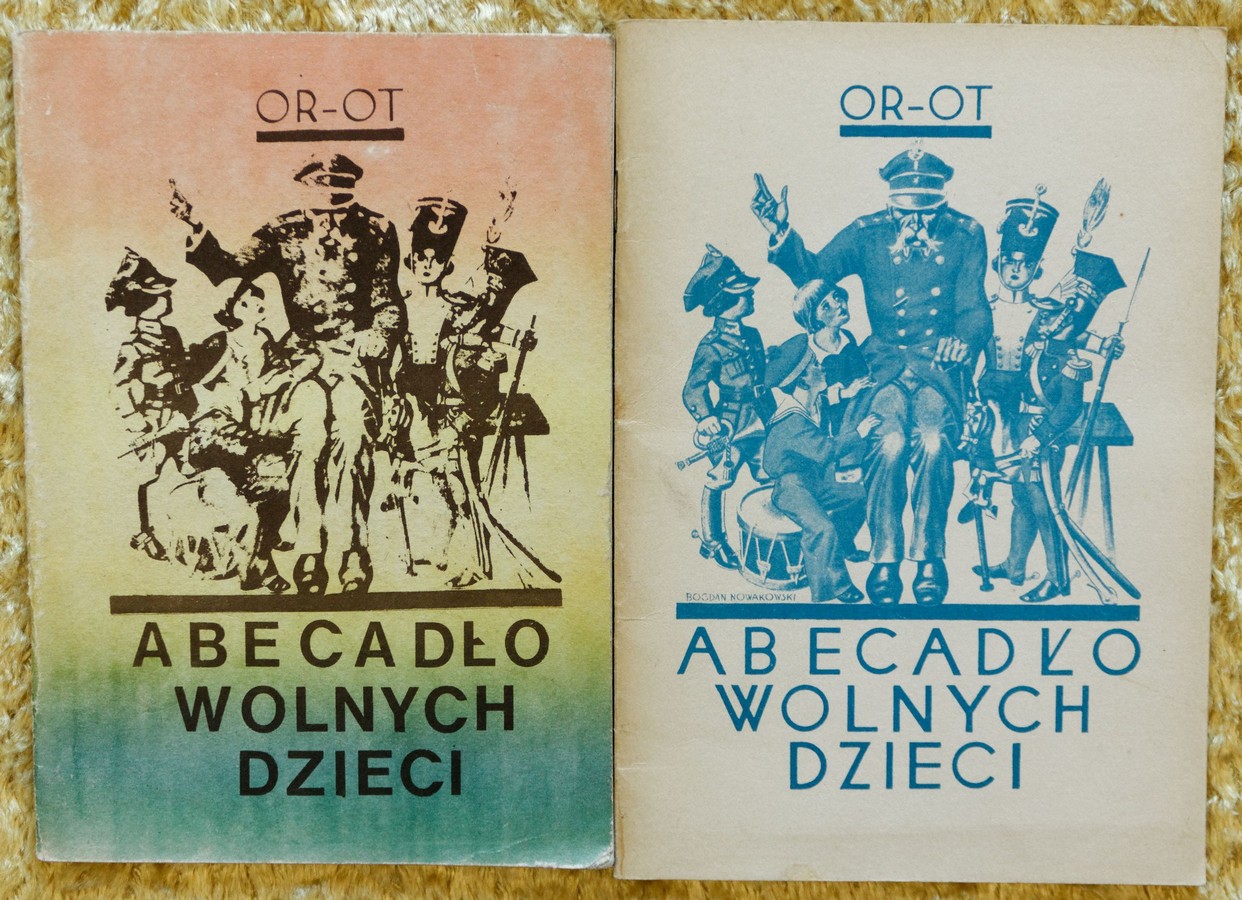 OR-OT
ABECADŁO
WOLNYCH
DZIECI
OR-OT
BOGDAN NOWAKOWSKI
ABECADŁO
WOLNYCH
DZIECI